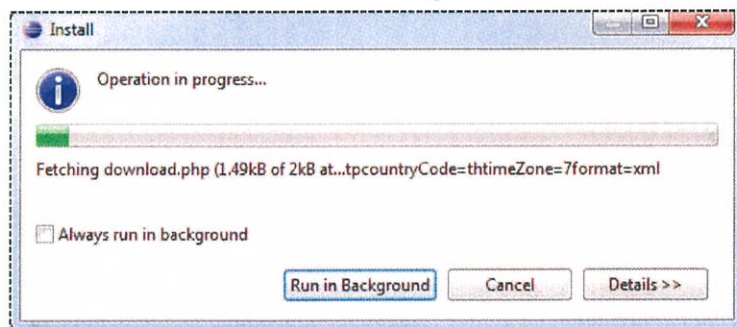 Install
Operation in progress...
Fetching download.php (1.49kB of 2kB at...tpcountryCode=thtimeZone=7format=xml
Always run in background
Run in Background
Cancel
Details >>